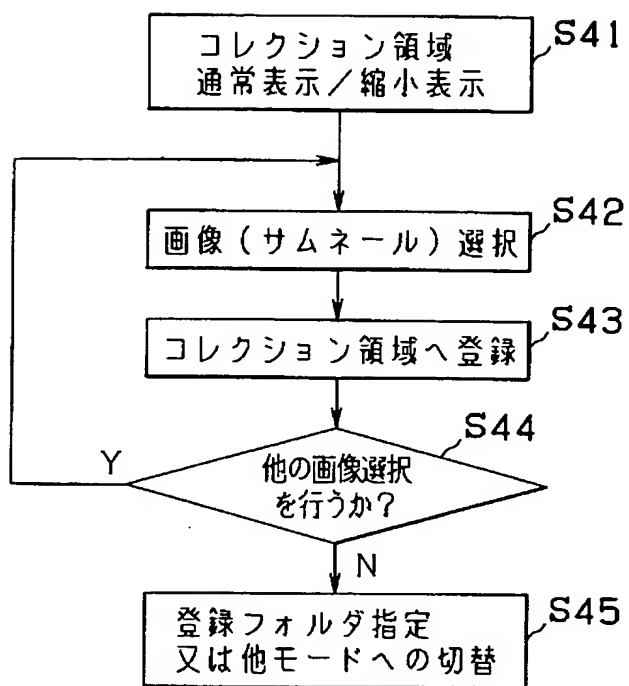 コレクション領域
通常表示／縮小表示
S41
画像（サムネール）選択
S42
コレクション領域へ登録
S43
他の画像選択
を行うか？
S44
Y
N
登録フォルダ指定
又は他モードへの切替
S45